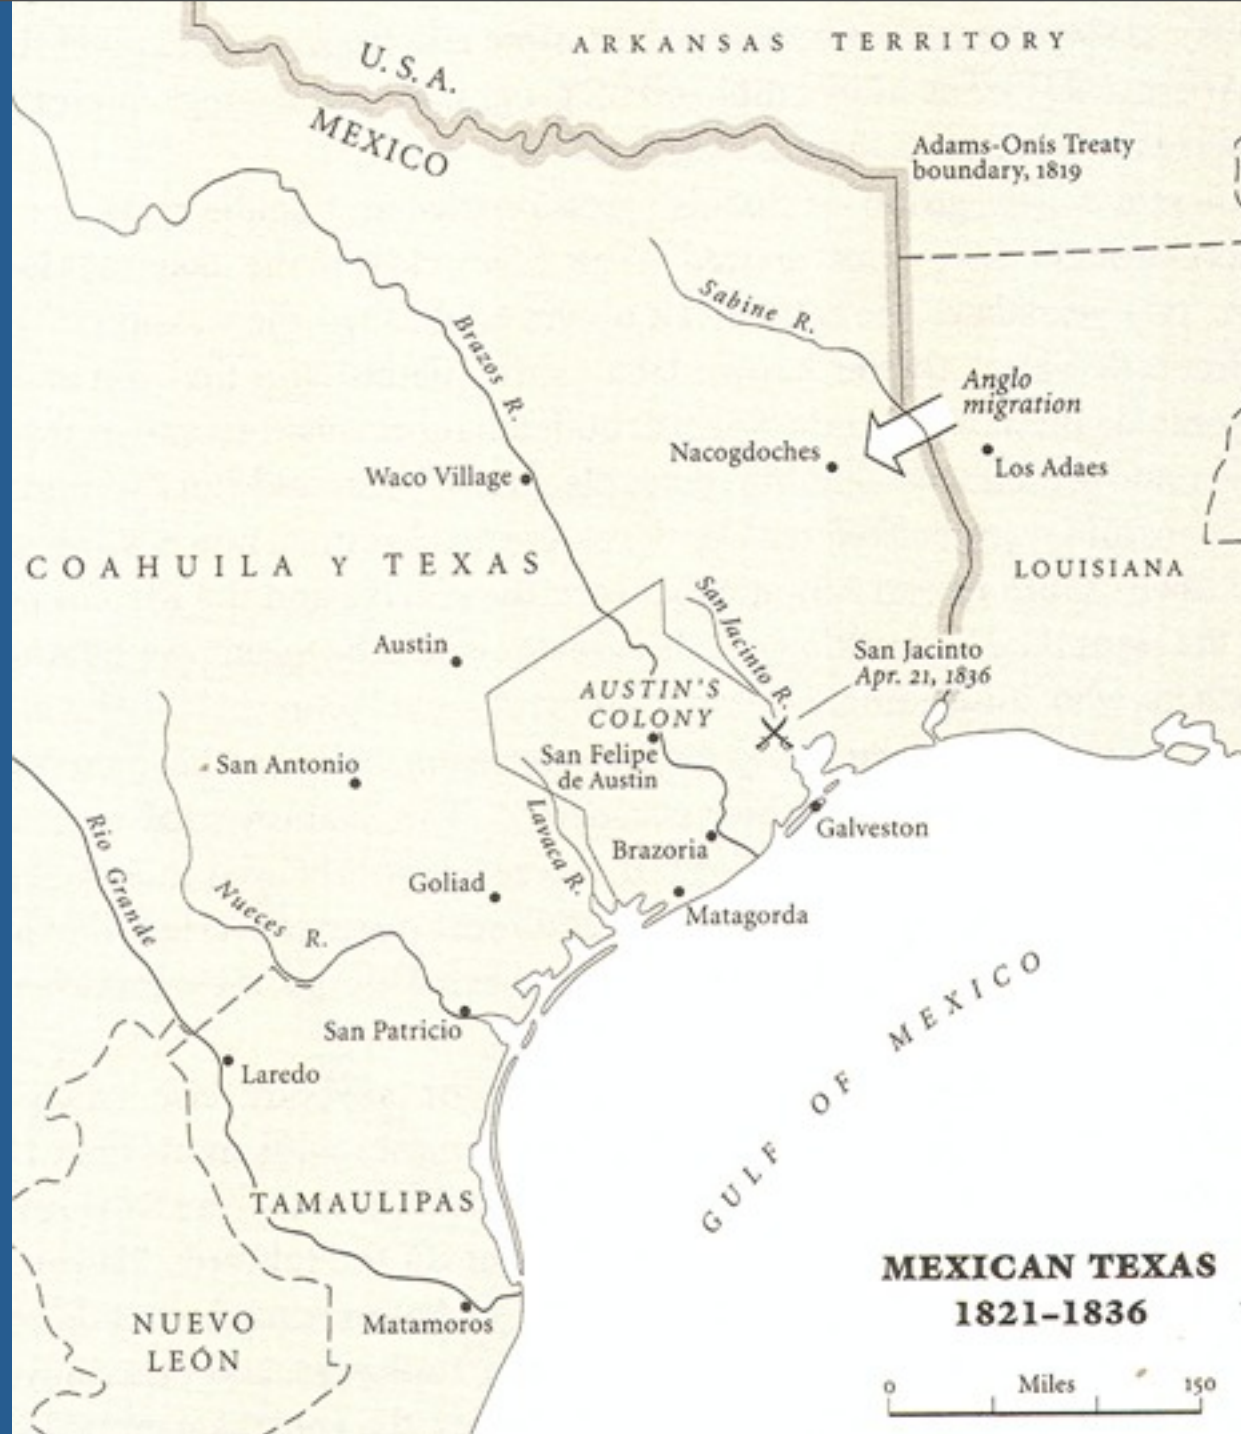 ARKANSAS TERRITORY
U.S.A.
MEXICO
Adams-Onís Treaty
boundary, 1819
Sabine R.
Brazos R.
Anglo
migration
Nacogdoches
Los Adaes
Waco Village
COAHUILA Y TEXAS
LOUISIANA
San Jacinto R.
Austin
San Jacinto
Apr. 21, 1836
AUSTIN'S
COLONY
San Felipe
de Austin
San Antonio
Lavaca R.
Rio Grande
Galveston
Brazoria
Goliad
Nueces R.
Matagorda
GULF OF MEXICO
San Patricio
Laredo
TAMAULIPAS
MEXICAN TEXAS
1821–1836
NUEVO
LEÓN
Matamoros
0 Miles 150